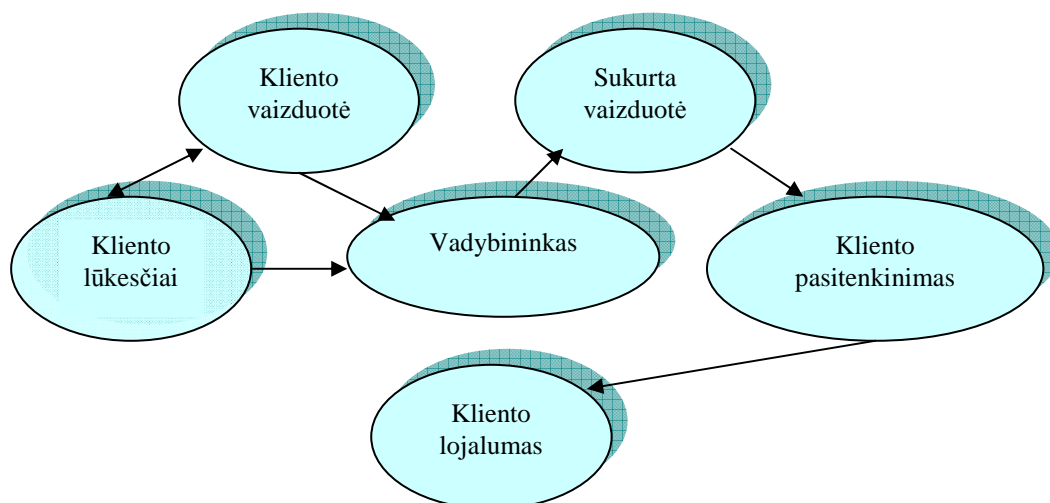 Kliento
vaizduotė
Sukurta
vaizduotė
Kliento
lūkesčiai
Vadybininkas
Kliento
pasitenkinimas
Kliento
lojalumas